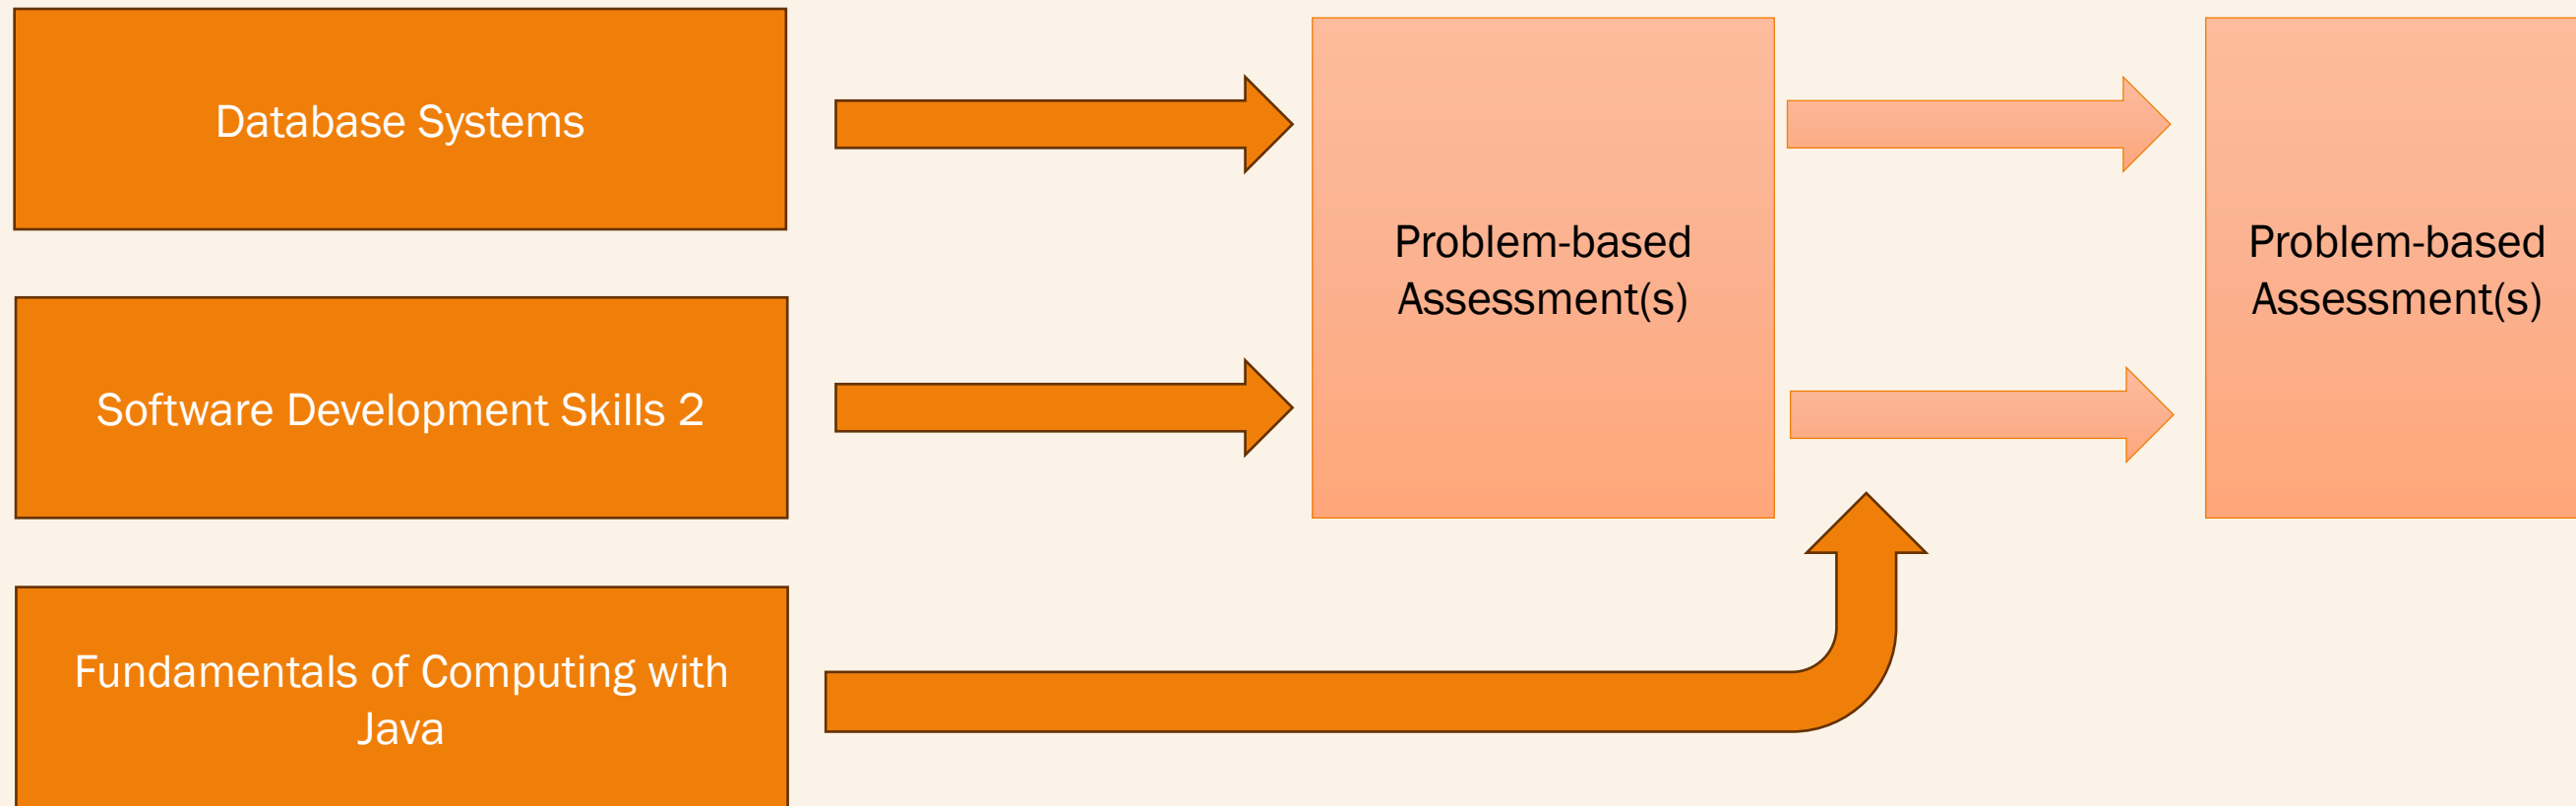 Database Systems
Software Development Skills 2
Fundamentals of Computing with
Java
Problem-based
Assessment(s)
Problem-based
Assessment(s)